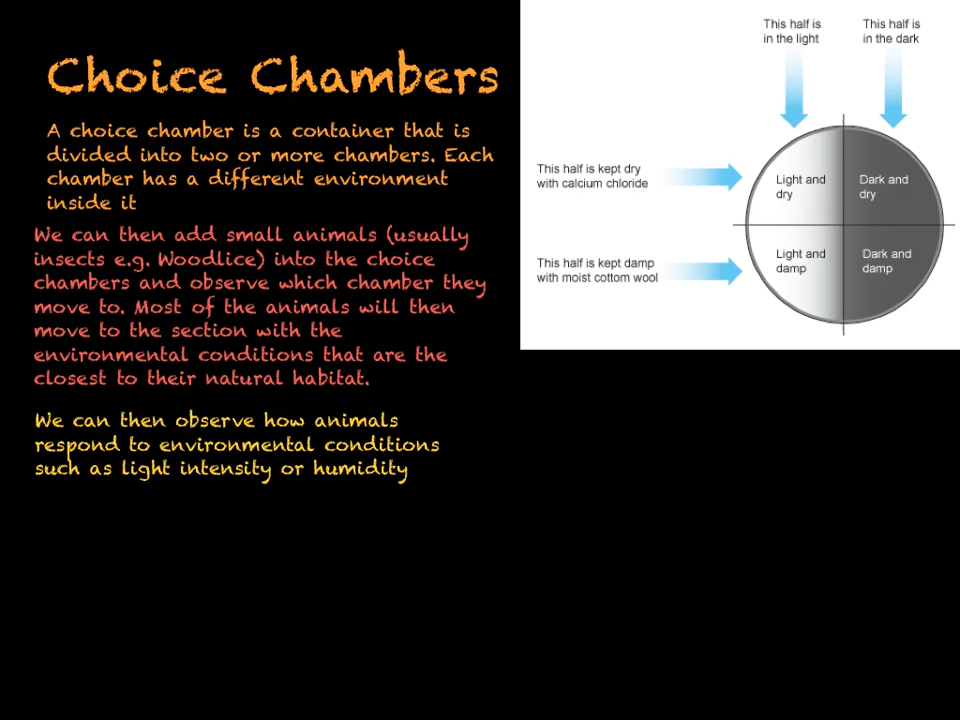 Choice Chambers
A choice chamber is a container that is
divided into two or more chambers. Each
chamber has a different environment
inside it
We can then add small animals (usually
insects e.g. Woodlice) into the choice
chambers and observe which chamber they
move to. Most of the animals will then
move to the section with the
environmental conditions that are the
closest to their natural habitat.
We can then observe how animals
respond to environmental conditions
such as light intensity or humidity
This half is
in the light
This half is
in the dark
This half is kept dry
with calcium chloride
Light and
dry
Dark and
dry
This half is kept damp
with moist cottom wool
Light and
damp
Dark and
damp